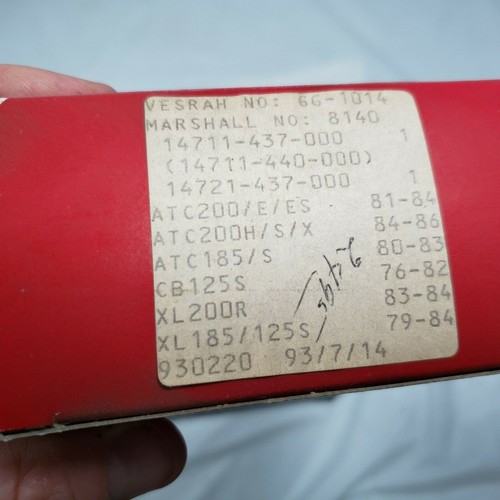 VESRAH NO: 6G-1014
MARSHALL NO: 8140
14711-437-000 1
(14711-440-000)
14721-437-000 1
ATC200/E/ES 81-84
ATC200H/S/X 84-86
ATC185/S 80-83
CB125S 76-82
XL200R 83-84
XL185/125S 79-84
930220 93/7/14